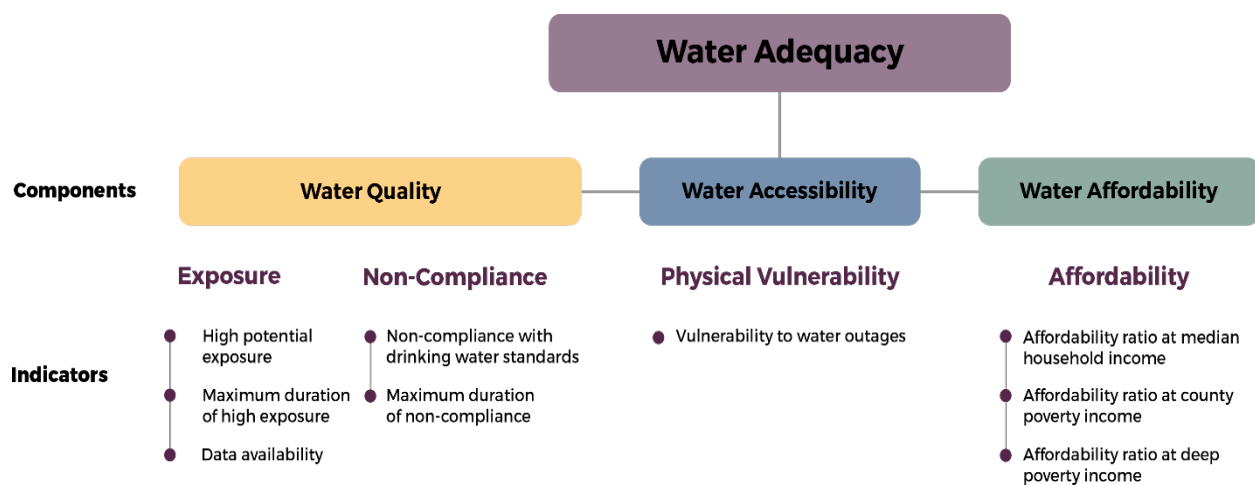 Water Adequacy
Components
Water Quality
Water Accessibility
Water Affordability
Indicators
Exposure
High potential
exposure
Maximum duration
of high exposure
Data availability
Non-Compliance
Non-compliance with
drinking water standards
Maximum duration
of non-compliance
Physical Vulnerability
Vulnerability to water outages
Affordability
Affordability ratio at median
household income
Affordability ratio at county
poverty income
Affordability ratio at deep
poverty income